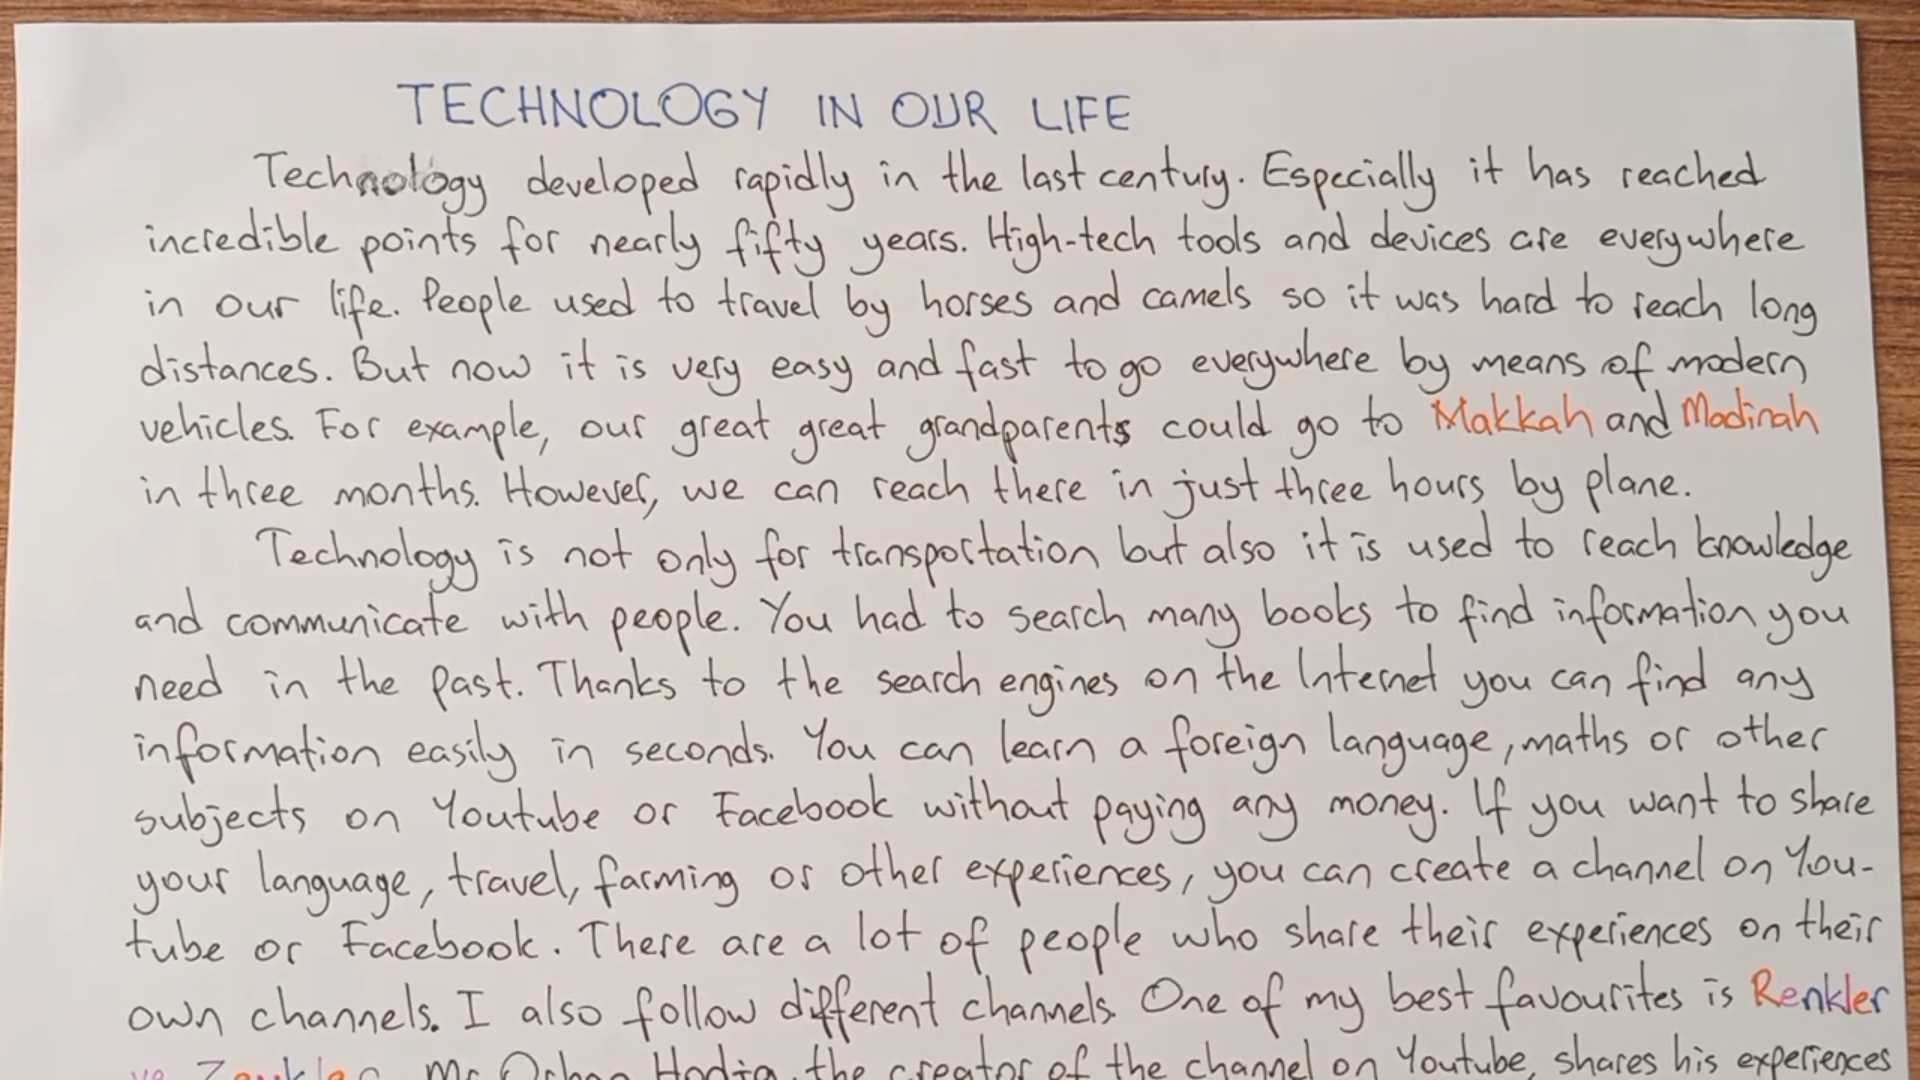 TECHNOLOGY IN OUR LIFE
Technology developed rapidly in the last century. Especially it has reached
incredible points for nearly fifty years. High-tech tools and devices are everywhere
in our life. People used to travel by horses and camels so it was hard to reach long
distances. But now it is very easy and fast to go everywhere by means of modern
vehicles. For example, our great great grandparents could go to Makkah and Madinah
in three months. However, we can reach there in just three hours by plane.
Technology is not only for transportation but also it is used to reach knowledge
and communicate with people. You had to search many books to find information you
need in the past. Thanks to the search engines on the Internet you can find any
information easily in seconds. You can learn a foreign language, maths or other
subjects on Youtube or Facebook without paying any money. If you want to share
your language, travel, farming or other experiences, you can create a channel on You-
tube or Facebook. There are a lot of people who share their experiences on their
own channels. I also follow different channels. One of my best favourites is Renkler
the creator of the channel on Youtube, shares his experiences